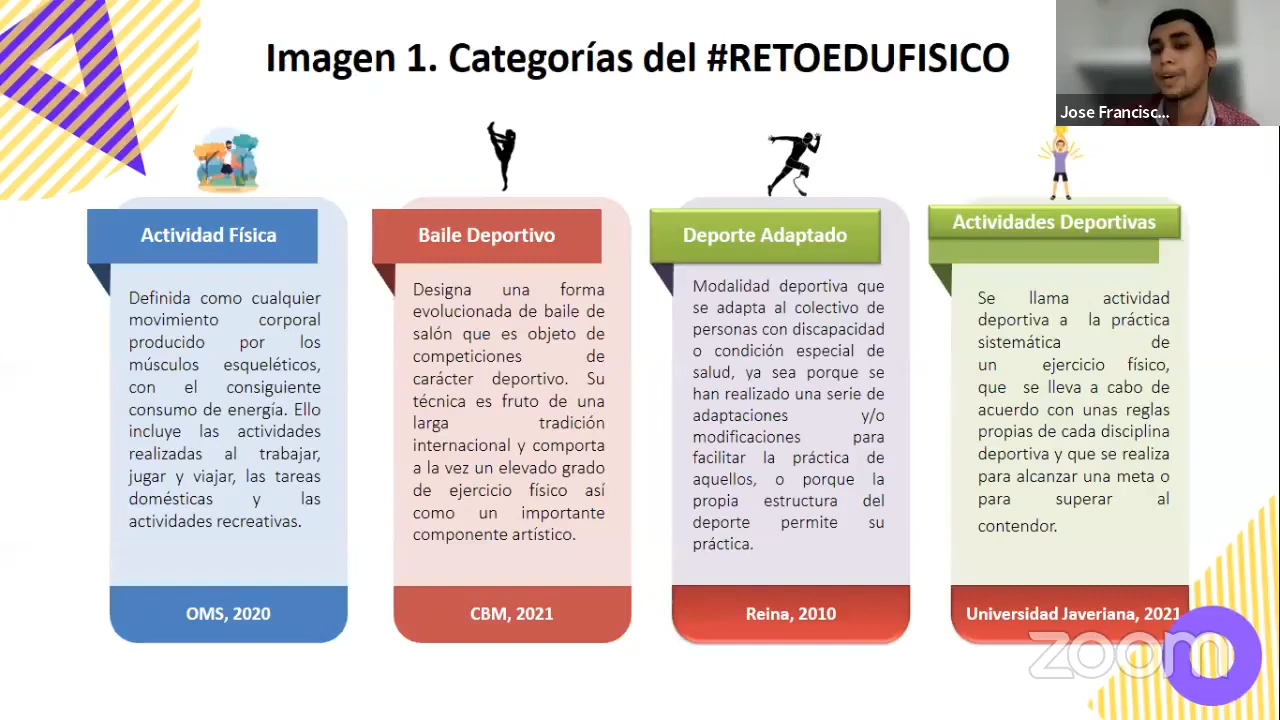 Imagen 1. Categorías del #RETOEDUFISICO
Jose Francisc...
Actividad Física
Definida como cualquier
movimiento corporal
producido por los
músculos esqueléticos,
con el consiguiente
consumo de energía. Ello
incluye las actividades
realizadas al trabajar,
jugar y viajar, las tareas
domésticas y las
actividades recreativas.
OMS, 2020
Baile Deportivo
Designa una forma
evolucionada de baile de
salón que es objeto de
competiciones de
carácter deportivo. Su
técnica es fruto de una
larga tradición
internacional y comporta
a la vez un elevado grado
de ejercicio físico así
como un importante
componente artístico.
CBM, 2021
Deporte Adaptado
Modalidad deportiva que
se adapta al colectivo de
personas con discapacidad
o condición especial de
salud, ya sea porque se
han realizado una serie de
adaptaciones y/o
modificaciones para
facilitar la práctica de
aquellos, o porque la
propia estructura del
deporte permite su
práctica.
Reina, 2010
Actividades Deportivas
Se llama actividad
deportiva a la práctica
sistemática de
un ejercicio físico,
que se lleva a cabo de
acuerdo con unas reglas
propias de cada disciplina
deportiva y que se realiza
para alcanzar una meta o
para superar al
contendor.
Universidad Javeriana, 2021
zoom